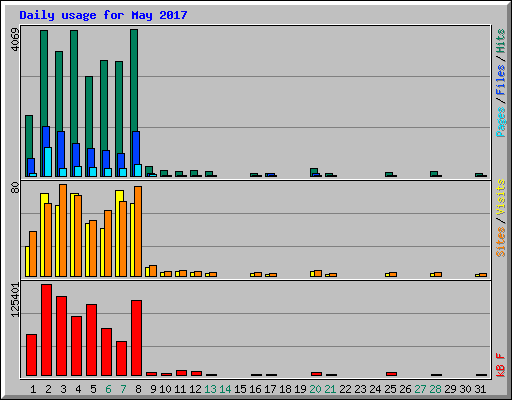 Daily usage for May 2017
4069
Pages/Files/Hits
80
Sites/Visits
125401
kB F
1 2 3 4 5 6 7 8 9 10 11 12 13 14 15 16 17 18 19 20 21 22 23 24 25 26 27 28 29 30 31